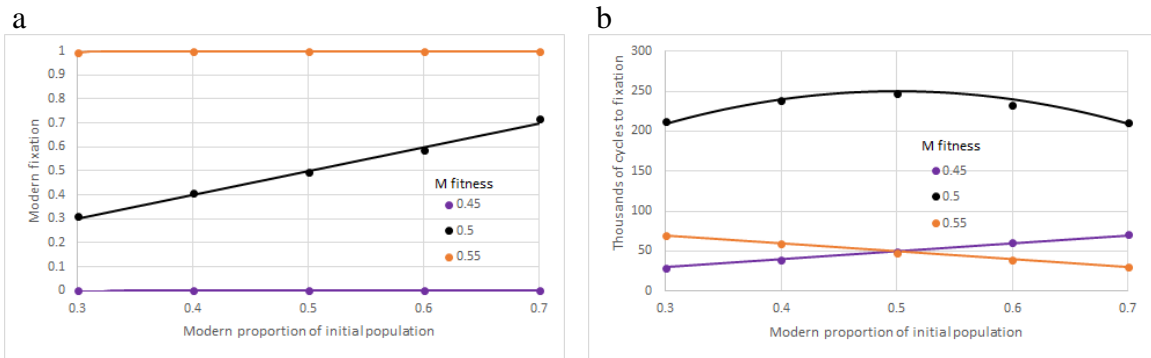 a
Modern fixation
1
0.9
0.8
0.7
0.6
0.5
0.4
0.3
0.2
0.1
0
M fitness
0.45
0.5
0.55
0.3 0.4 0.5 0.6 0.7
Modern proportion of initial population
b
Thousands of cycles to fixation
300
250
200
150
100
50
0
M fitness
0.45
0.5
0.55
0.3 0.4 0.5 0.6 0.7
Modern proportion of initial population